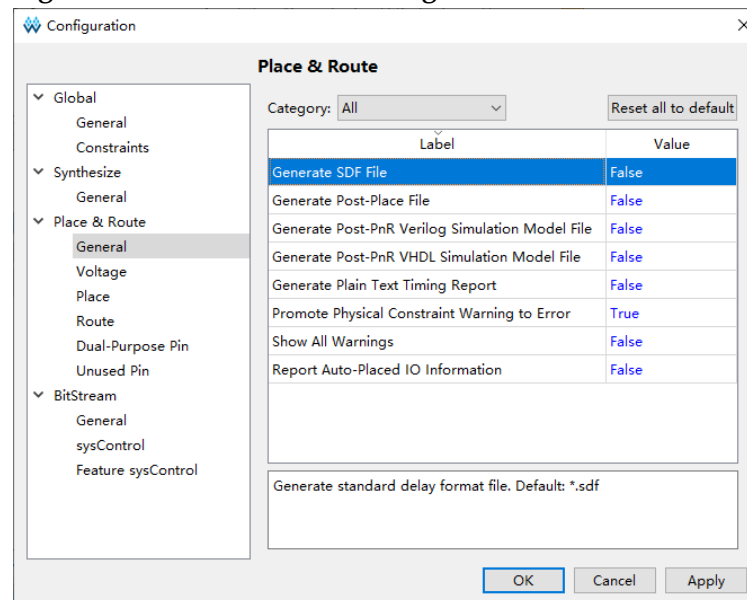 Configuration
Place & Route
Global
General
Constraints
Synthesize
General
Place & Route
General
Voltage
Place
Route
Dual-Purpose Pin
Unused Pin
BitStream
General
sysControl
Feature sysControl
Category: All
Reset all to default
Label Value
Generate SDF File False
Generate Post-Place File False
Generate Post-PnR Verilog Simulation Model File False
Generate Post-PnR VHDL Simulation Model File False
Generate Plain Text Timing Report False
Promote Physical Constraint Warning to Error True
Show All Warnings False
Report Auto-Placed IO Information False
Generate standard delay format file. Default: *.sdf
OK Cancel Apply